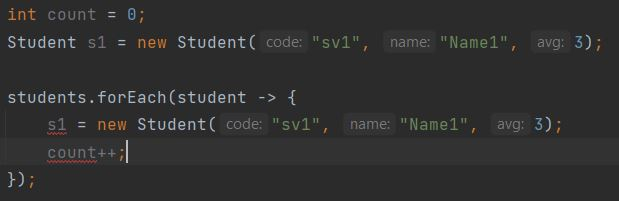 int count = 0;
Student s1 = new Student( code: "sv1", name: "Name1", avg: 3);
students.forEach(student -> {
s1 = new Student( code: "sv1", name: "Name1", avg: 3);
count++;
});